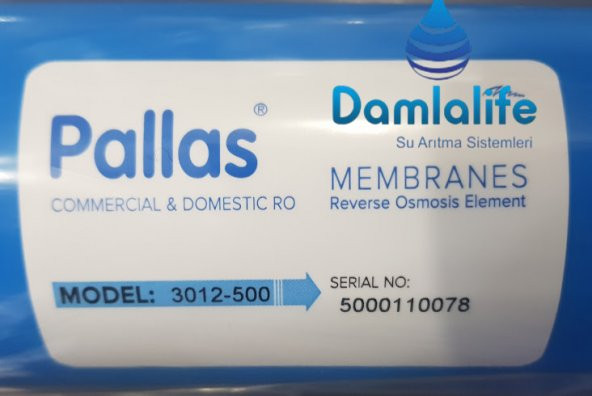 Pallas®
COMMERCIAL & DOMESTIC RO
Damlalife
Su Arıtma Sistemleri
MEMBRANES
Reverse Osmosis Element
MODEL: 3012-500
SERIAL NO:
5000110078